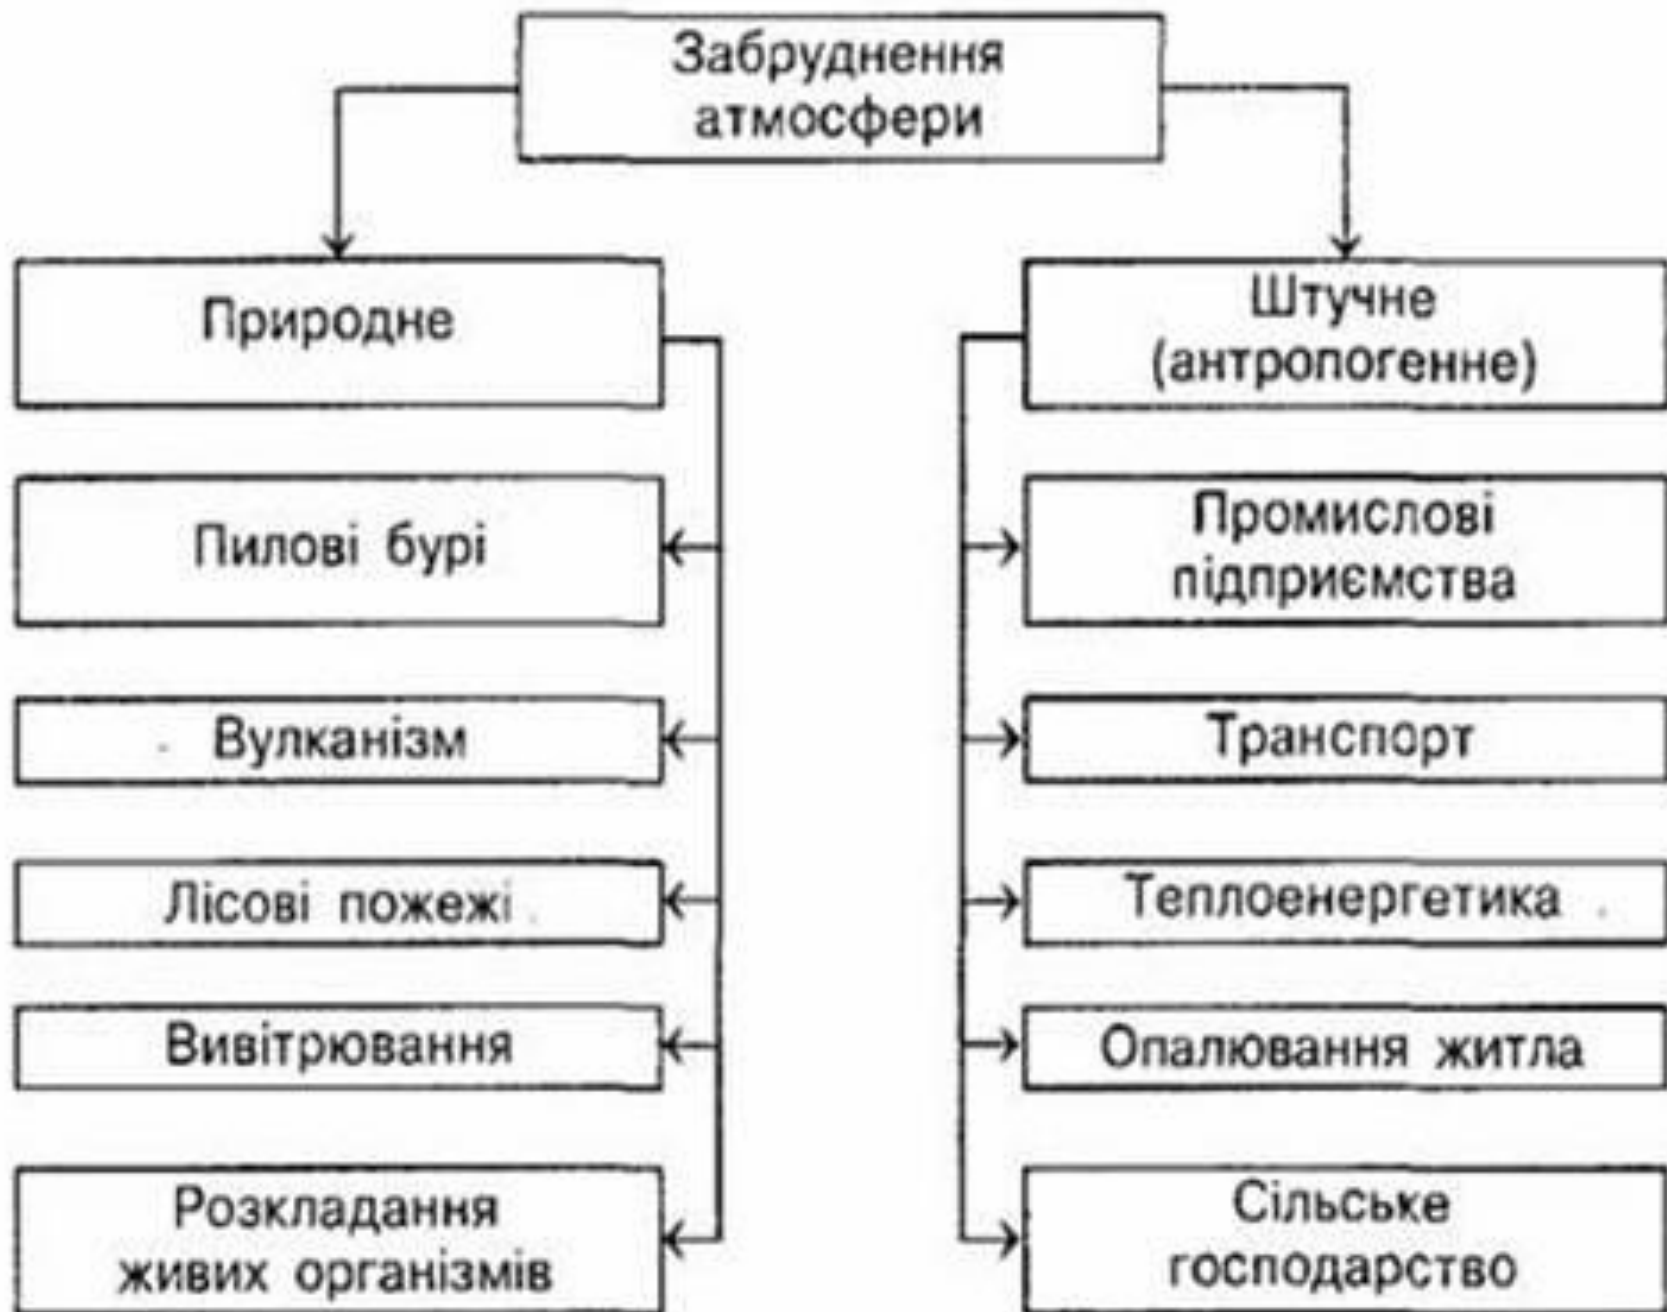 Забруднення
атмосфери
Природне
Пилові бурі
Вулканізм
Лісові пожежі
Вивітрювання
Розкладання
живих організмів
Штучне
(антропогенне)
Промислові
підприємства
Транспорт
Теплоенергетика
Опалювання житла
Сільське
господарство